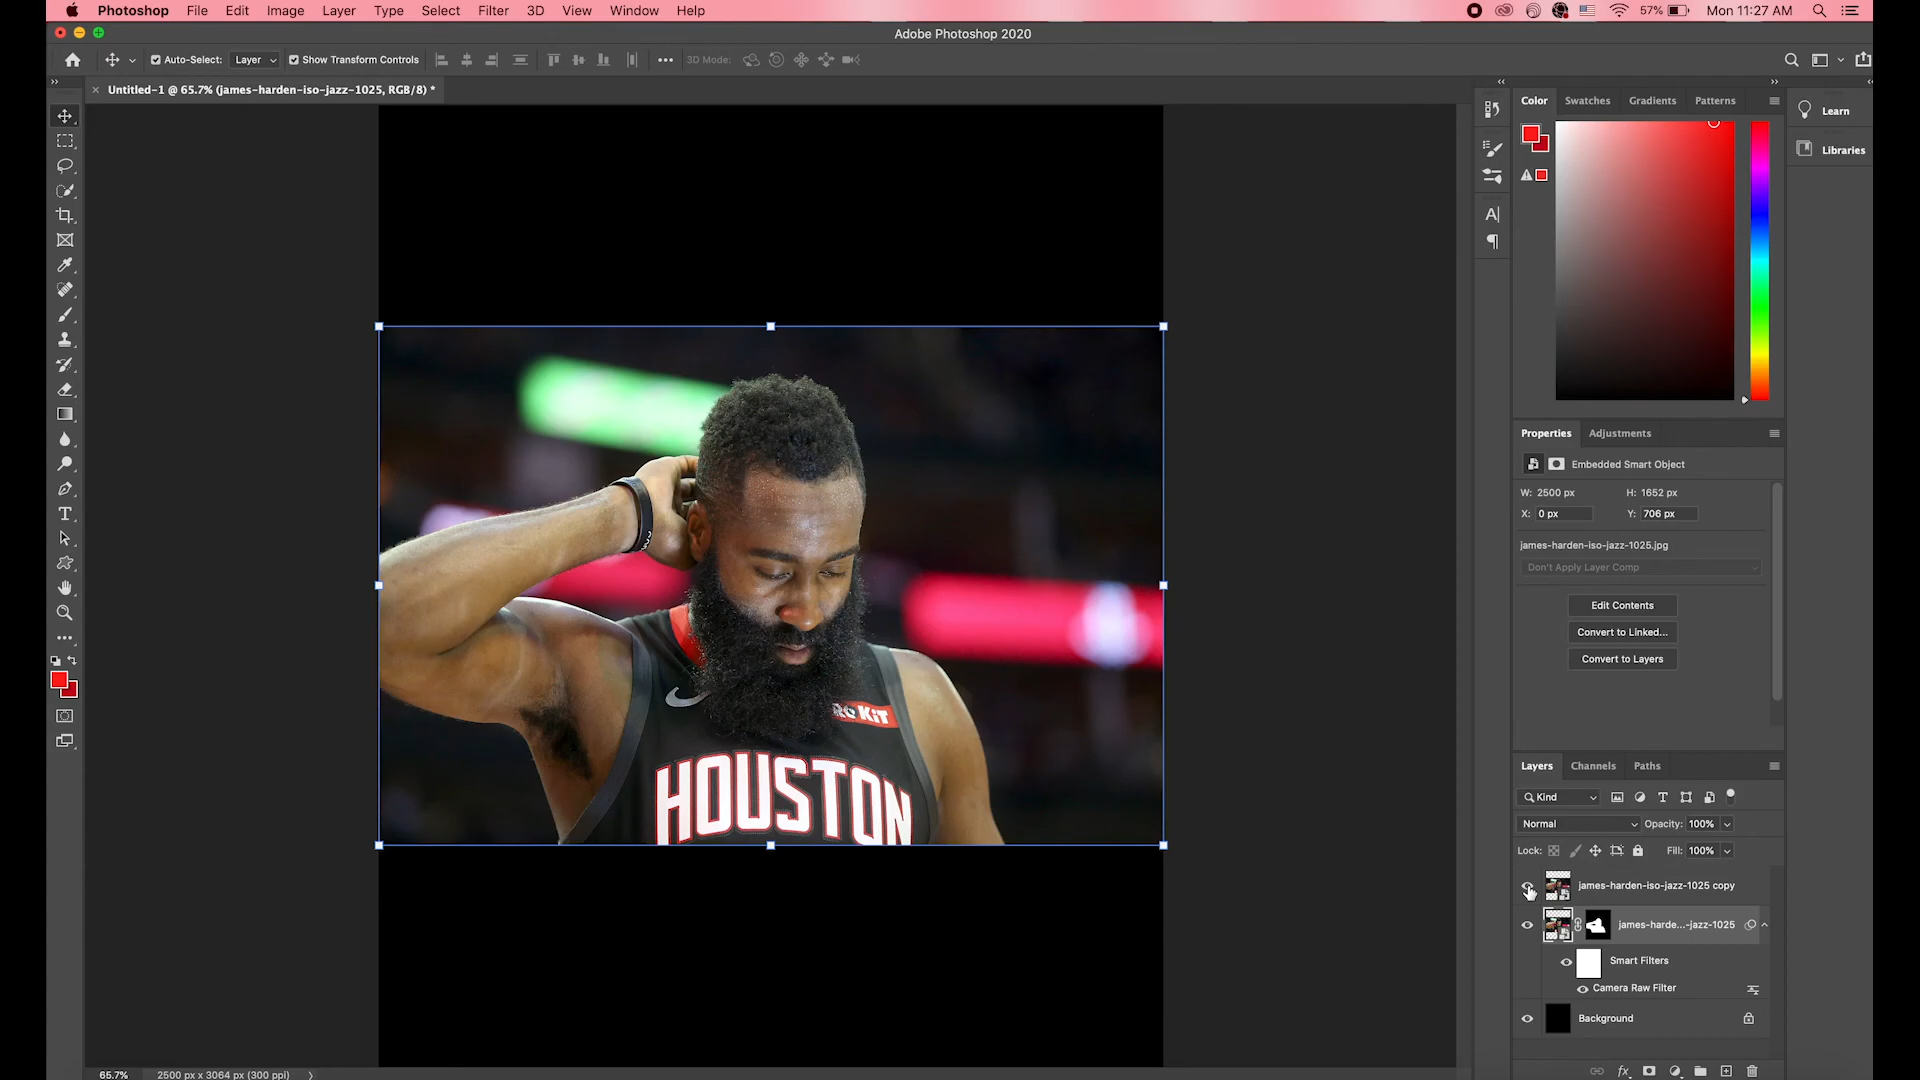 Photoshop File Edit Image Layer Type Select Filter 3D View Window Help 57% Mon 11:27 AM
Adobe Photoshop 2020
Auto-Select: Layer Show Transform Controls 3D Mode:
Untitled-1 @ 65.7% (james-harden-iso-jazz-1025, RGB/8) *
Color Swatches Gradients Patterns
Learn
Libraries
Properties Adjustments
Embedded Smart Object
W: 2500 px H: 1652 px
X: 0 px Y: 706 px
james-harden-iso-jazz-1025.jpg
Don't Apply Layer Comp
Edit Contents
Convert to Linked...
Convert to Layers
KiT
HOUSTON
Layers Channels Paths
Kind
Normal Opacity: 100%
Lock: Fill: 100%
james-harden-iso-jazz-1025 copy
james-harde...-jazz-1025
Smart Filters
Camera Raw Filter
Background
65.7% 2500 px x 3064 px (300 ppi)